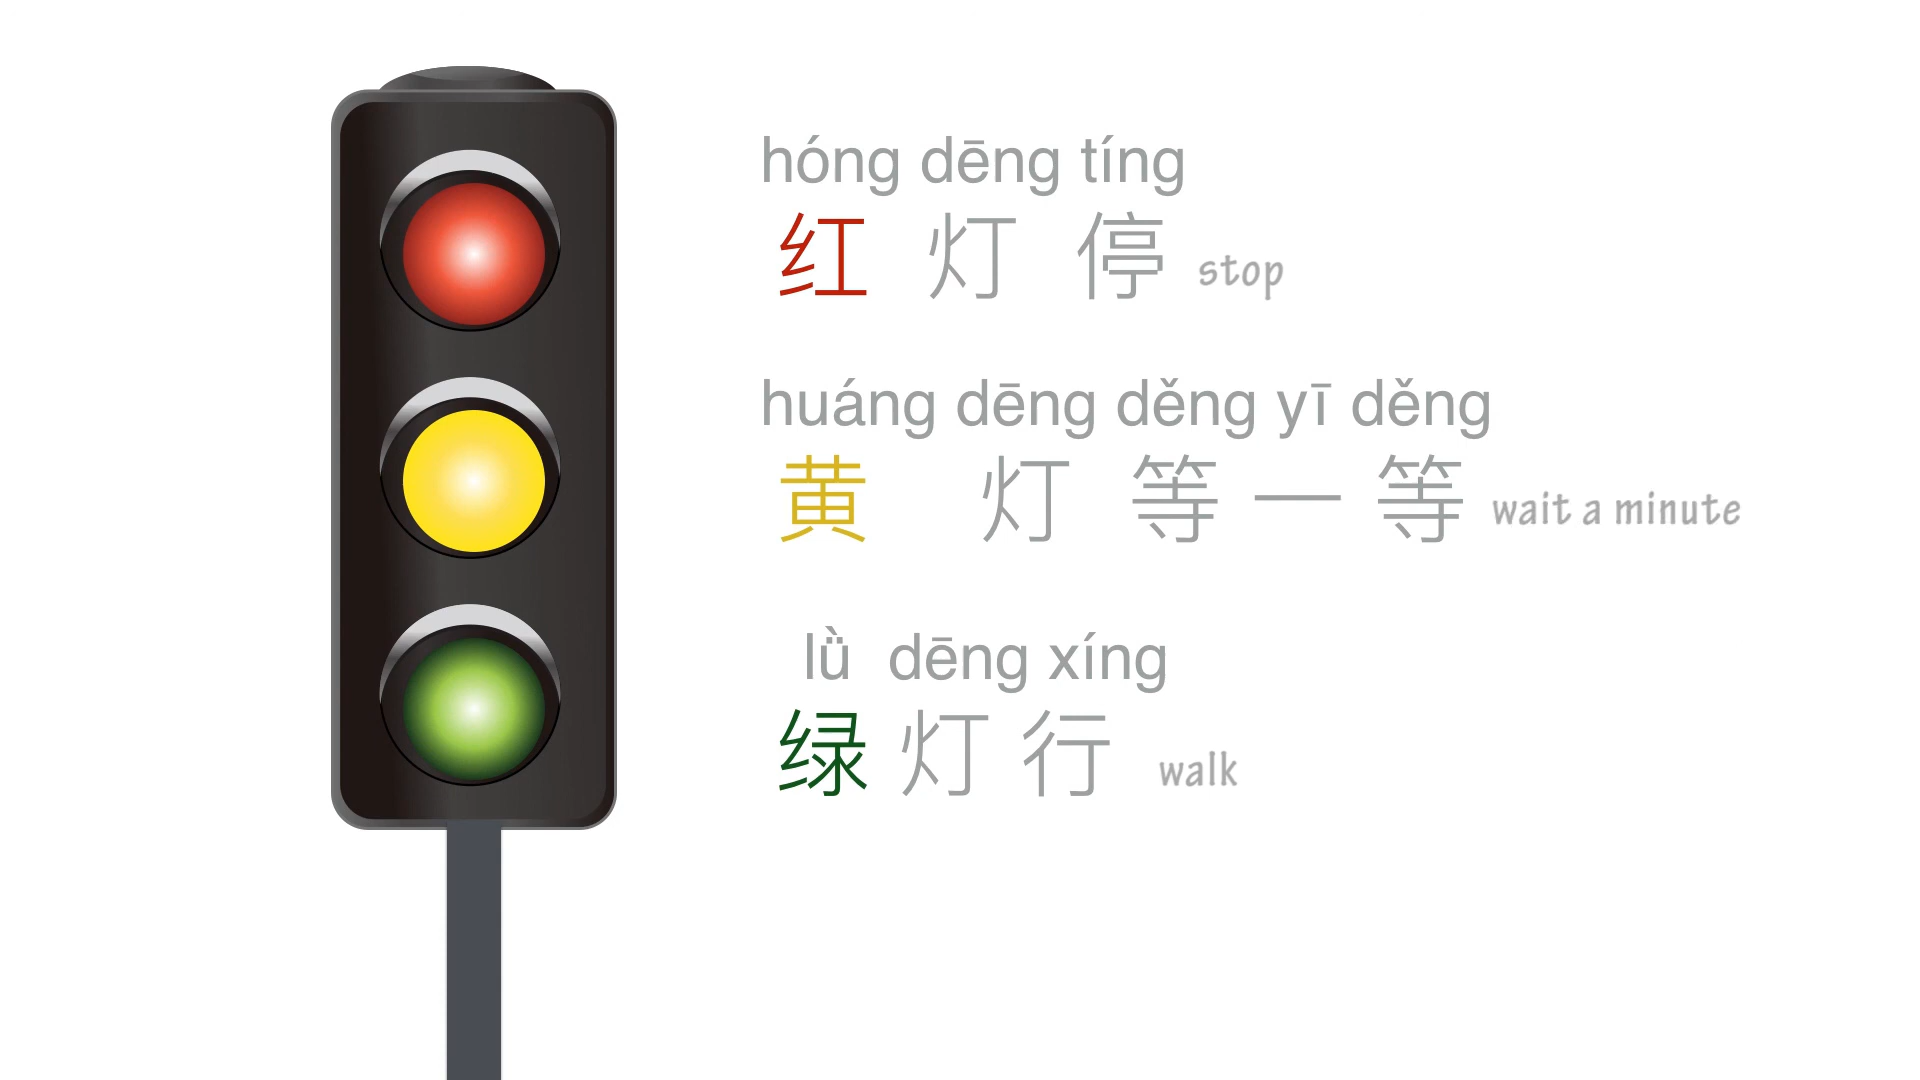 hóng dēng tíng
红 灯 停 stop
huáng dēng děng yī děng
黄 灯 等 一 等 wait a minute
lǜ dēng xíng
绿 灯 行 walk